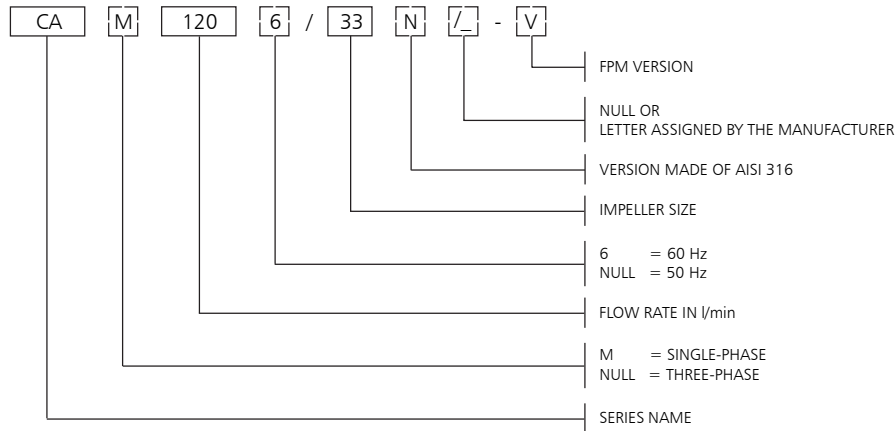 CA M 120 6 / 33 N /_ - V
FPM VERSION
NULL OR
LETTER ASSIGNED BY THE MANUFACTURER
VERSION MADE OF AISI 316
IMPELLER SIZE
6 = 60 Hz
NULL = 50 Hz
FLOW RATE IN l/min
M = SINGLE-PHASE
NULL = THREE-PHASE
SERIES NAME